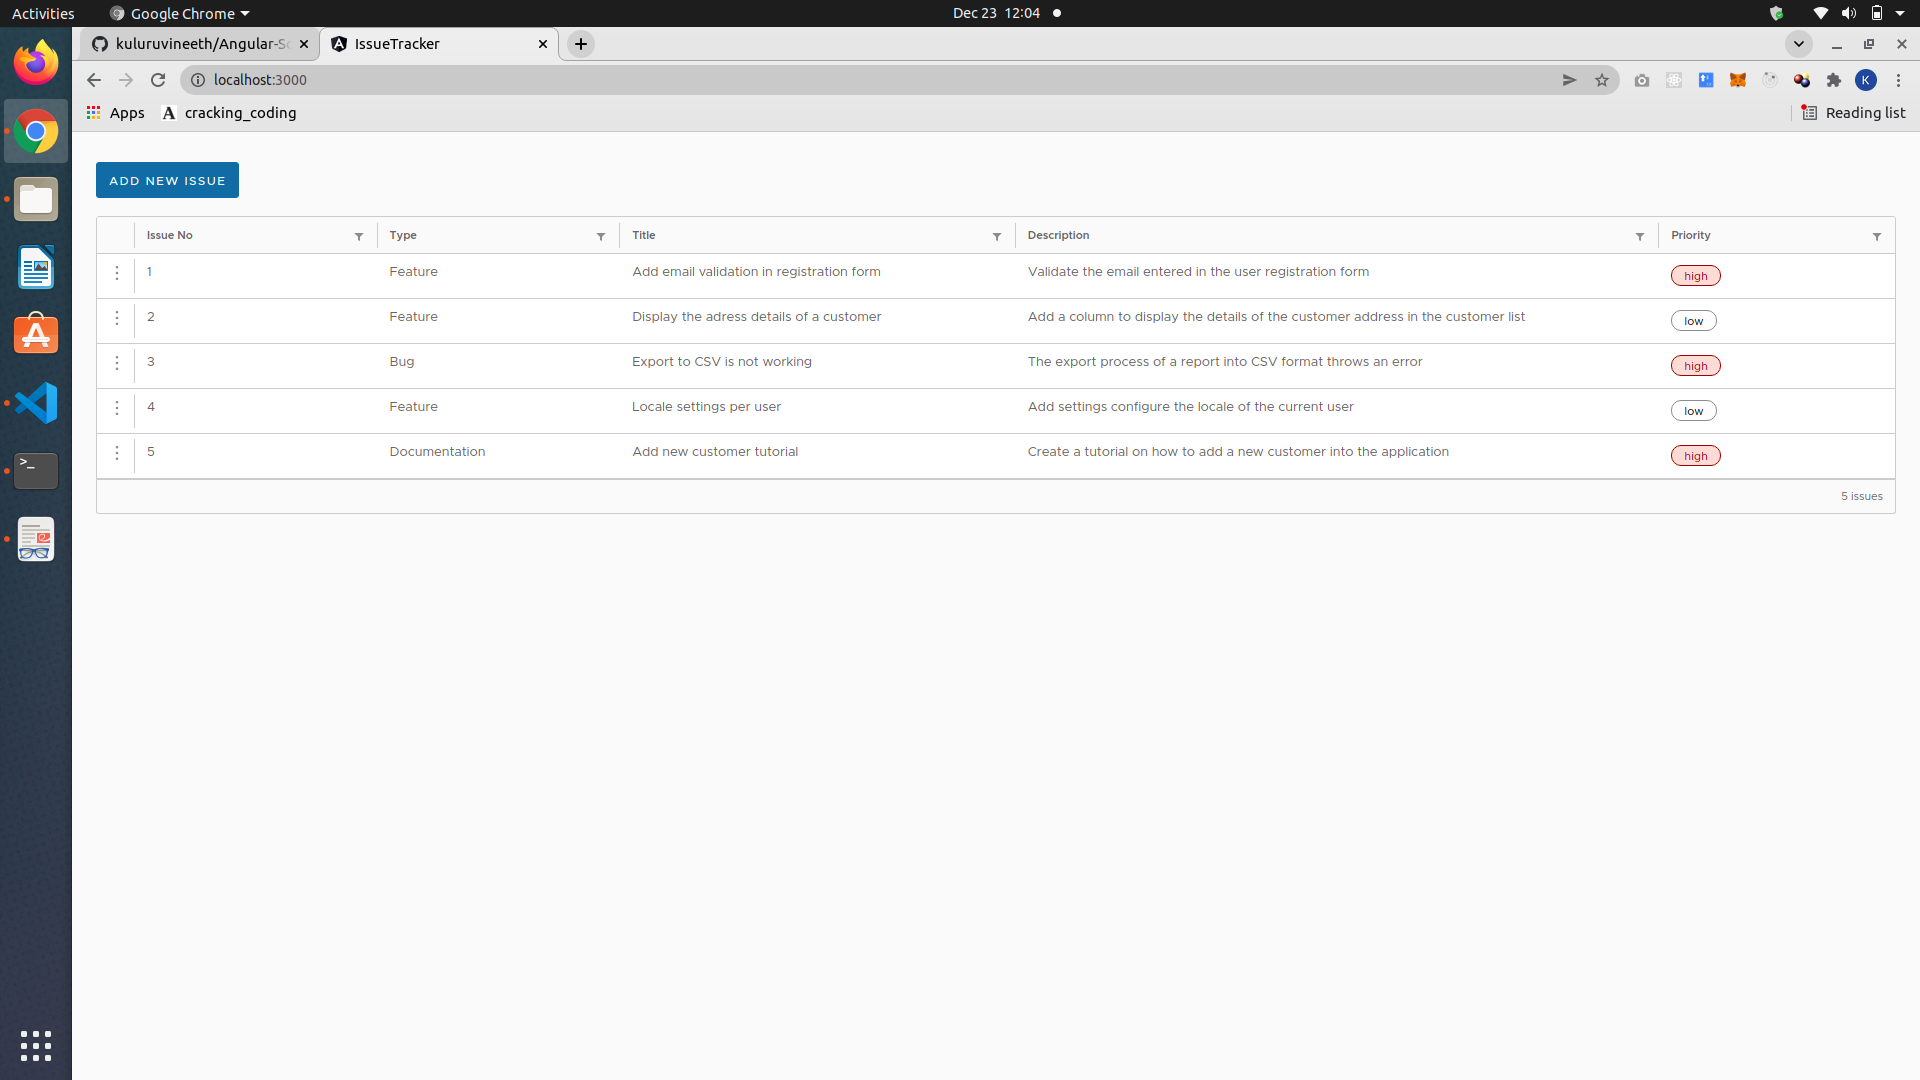 Activities Google Chrome Dec 23 12:04
kuluruvineeth/Angular-Sc IssueTracker
localhost:3000 K
Apps A cracking_coding Reading list
ADD NEW ISSUE
Issue No Type Title Description Priority
1 Feature Add email validation in registration form Validate the email entered in the user registration form high
2 Feature Display the adress details of a customer Add a column to display the details of the customer address in the customer list low
3 Bug Export to CSV is not working The export process of a report into CSV format throws an error high
4 Feature Locale settings per user Add settings configure the locale of the current user low
5 Documentation Add new customer tutorial Create a tutorial on how to add a new customer into the application high
5 issues